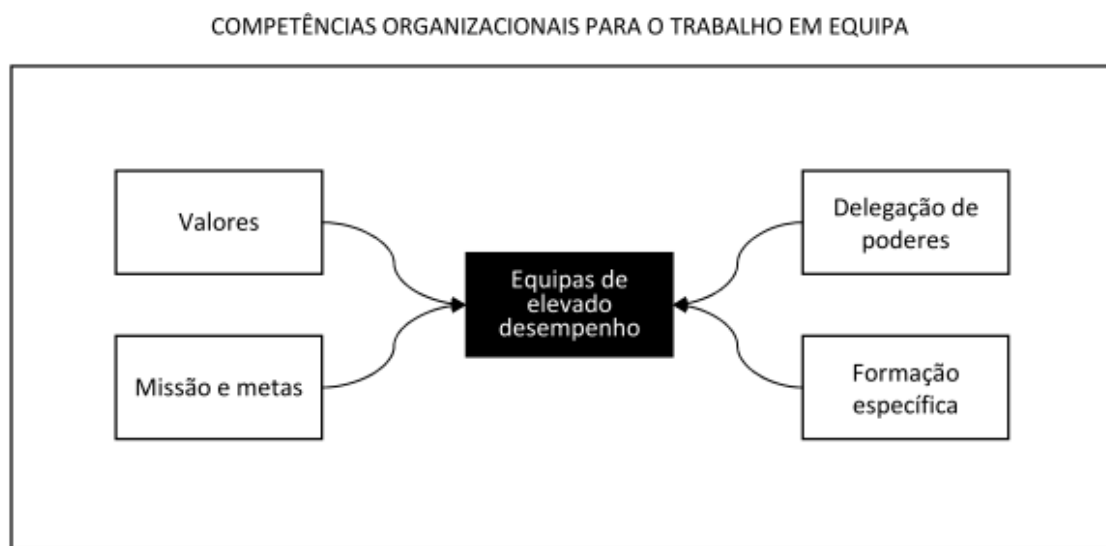 COMPETÊNCIAS ORGANIZACIONAIS PARA O TRABALHO EM EQUIPA
Valores
Missão e metas
Equipas de
elevado
desempenho
Delegação de
poderes
Formação
específica